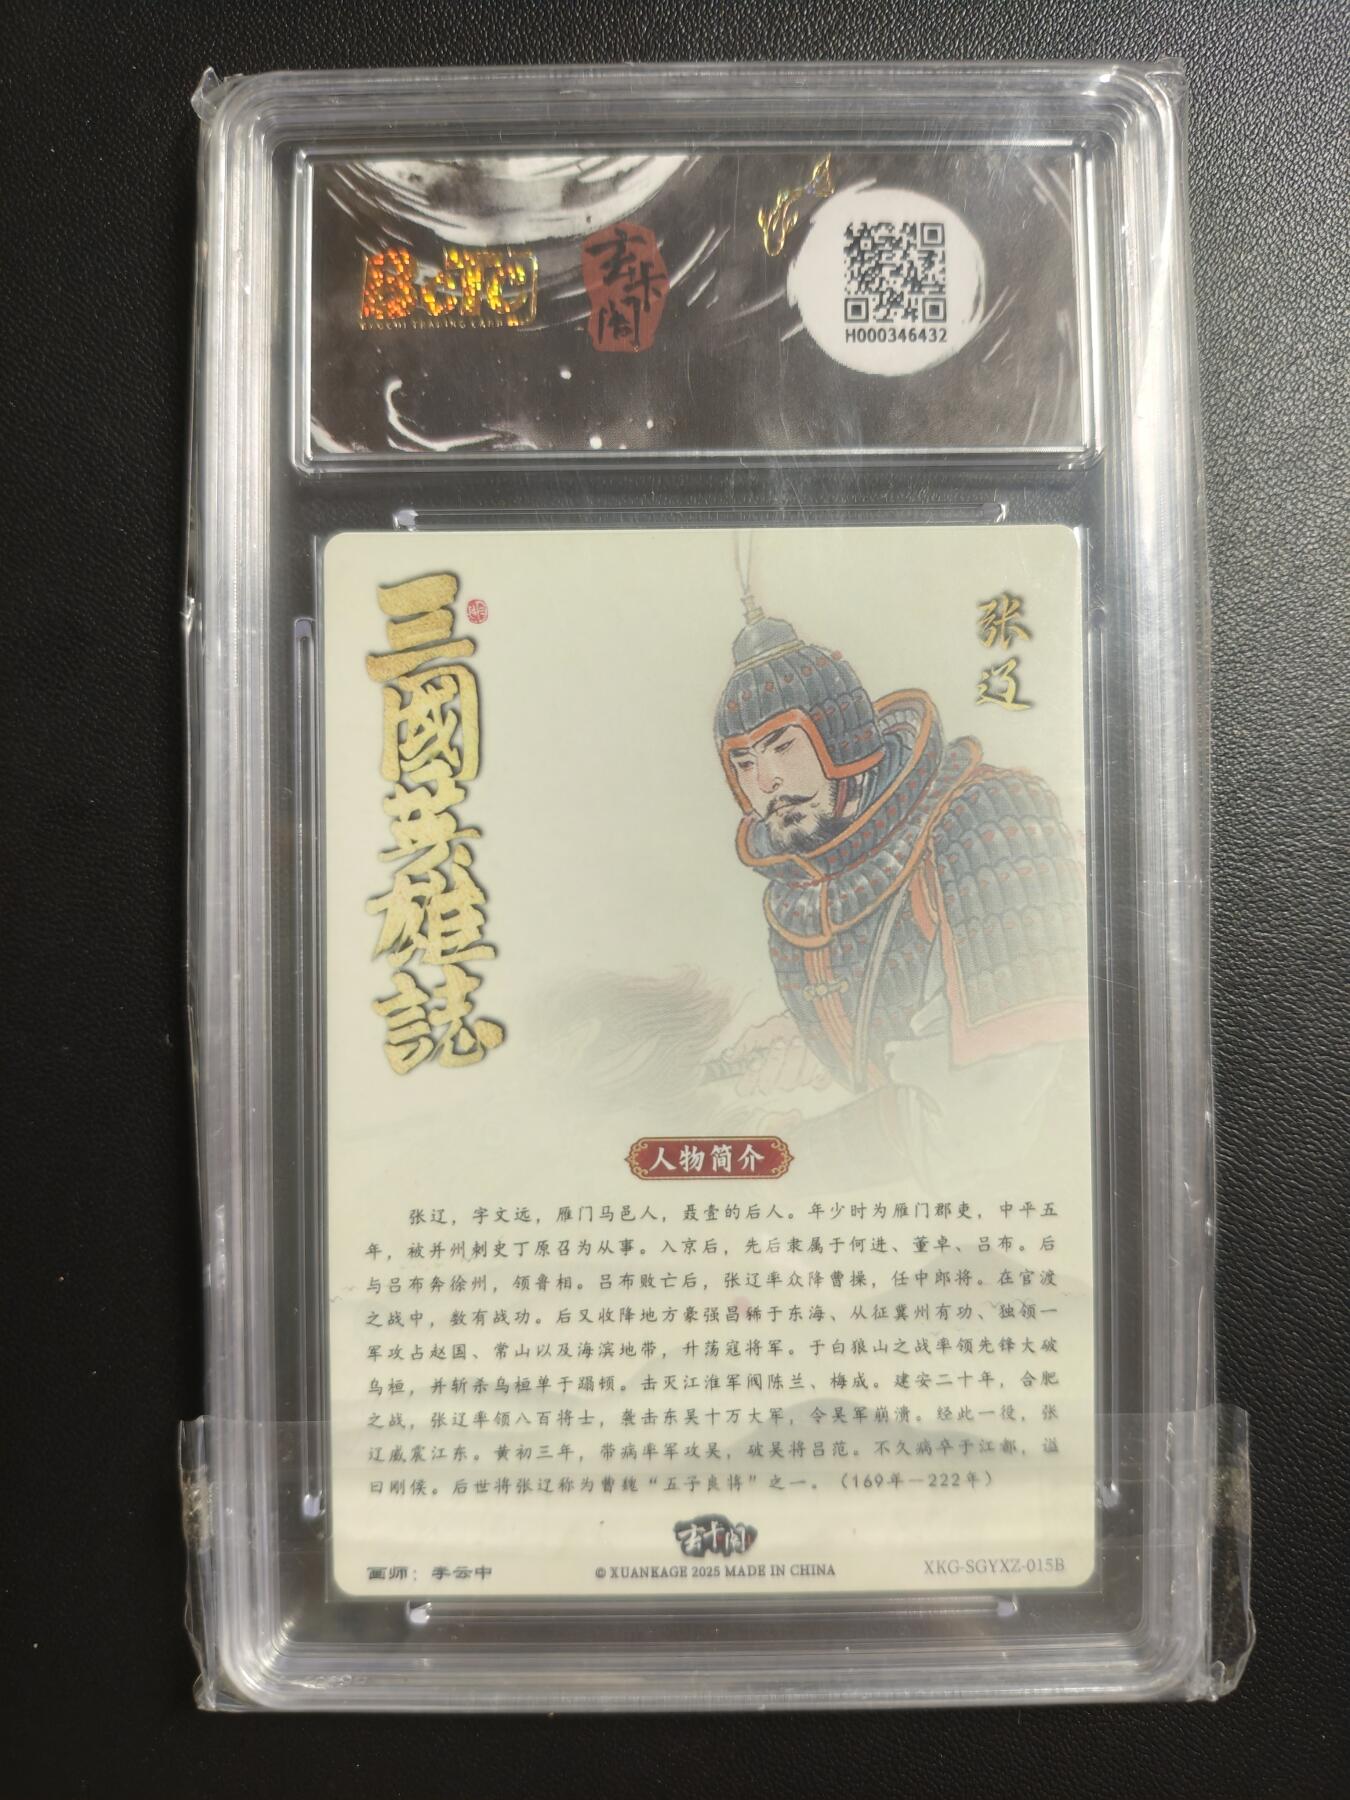 玄卡阁
H000346432
三國英雄誌
张辽
人物简介
张辽，字文远，雁门马邑人，聂壹的后人。年少时为雁门郡吏，中平五
年，被并州刺史丁原召为从事。入京后，先后隶属于何进、董卓、吕布。后
与吕布奔徐州，领鲁相。吕布败亡后，张辽率众降曹操，任中郎将。在官渡
之战中，数有战功。后又收降地方豪强昌豨于东海、从征冀州有功、独领一
军攻占赵国、常山以及海滨地带，升荡寇将军。于白狼山之战率领先锋大破
乌桓，并斩杀乌桓单于蹋顿。击灭江淮军阀陈兰、梅成。建安二十年，合肥
之战，张辽率领八百将士，袭击东吴十万大军，令吴军崩溃。经此一役，张
辽威震江东。黄初三年，带病率军攻吴，破吴将吕范。不久病卒于江都，谥
曰刚侯。后世将张辽称为曹魏“五子良将”之一。（169年—222年）
玄卡阁
画师：李云中
© XUANKAGE 2025 MADE IN CHINA
XKG-SGYXZ-015B